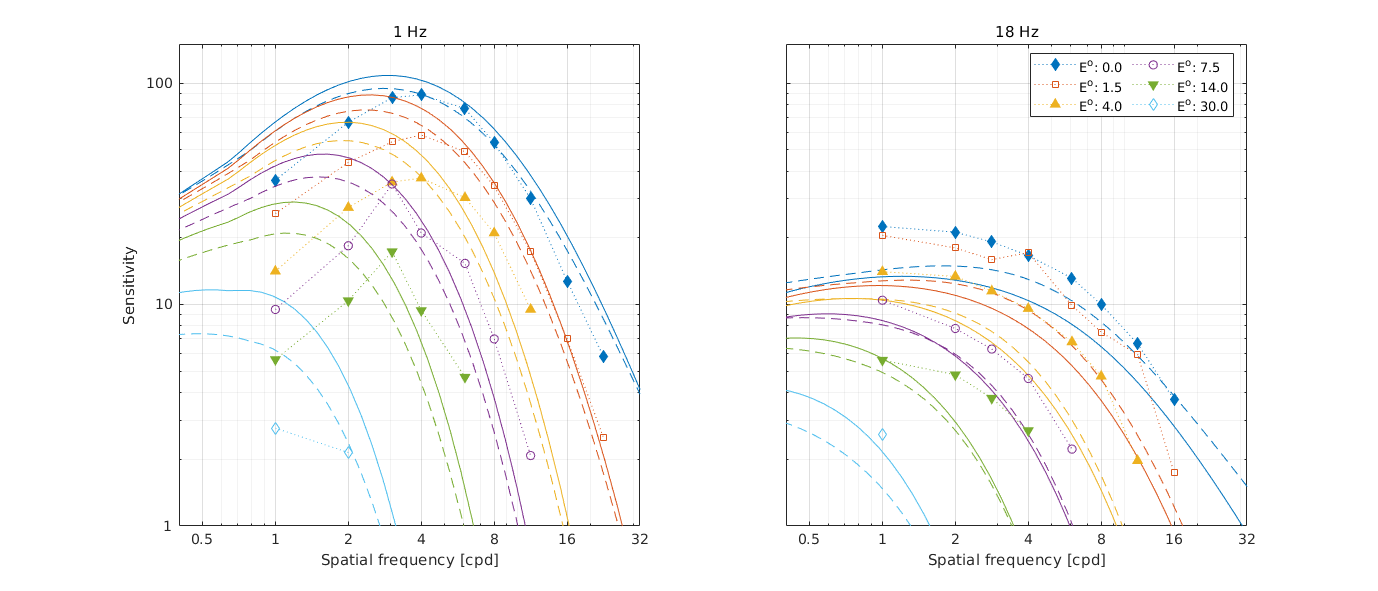 1 Hz
100
10
1
Sensitivity
0.5 1 2 4 8 16 32
Spatial frequency [cpd]
18 Hz
E°: 0.0 E°: 7.5
E°: 1.5 E°: 14.0
E°: 4.0 E°: 30.0
0.5 1 2 4 8 16 32
Spatial frequency [cpd]